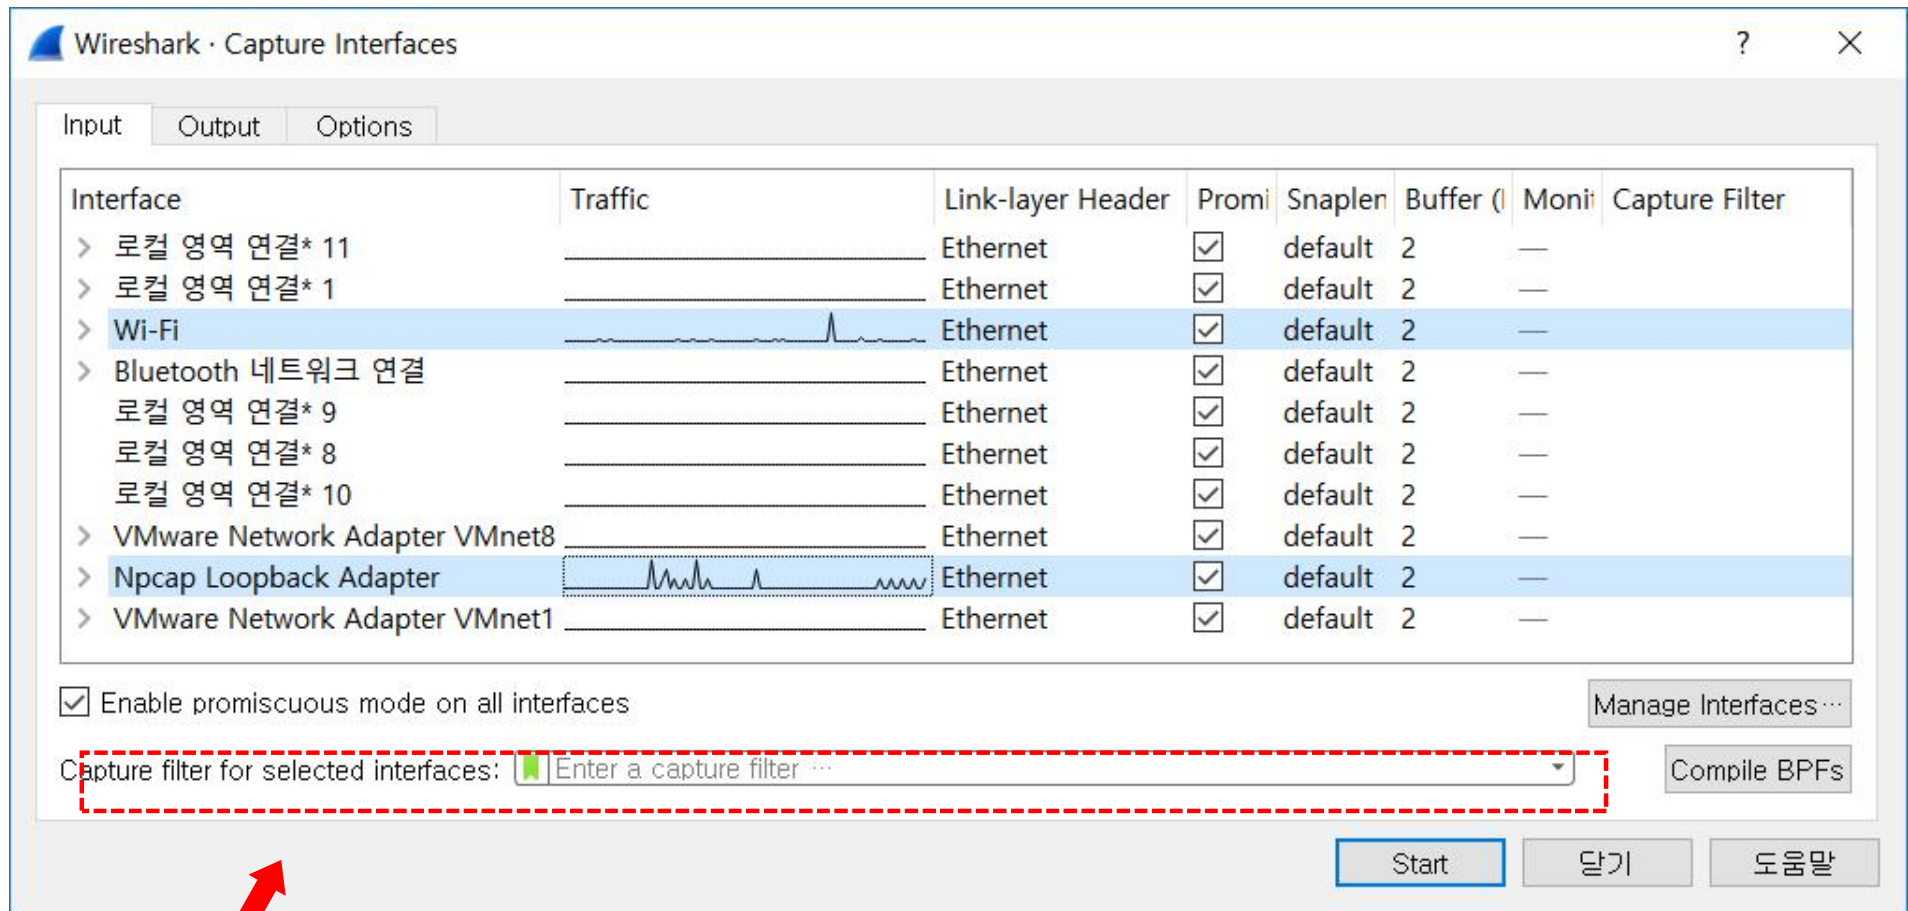 Wireshark · Capture Interfaces ?
Input Output Options
Interface Traffic Link-layer Header Promi Snaplen Buffer ( Monit Capture Filter
로컬 영역 연결* 11 Ethernet default 2 —
로컬 영역 연결* 1 Ethernet default 2 —
Wi-Fi Ethernet default 2 —
Bluetooth 네트워크 연결 Ethernet default 2 —
로컬 영역 연결* 9 Ethernet default 2 —
로컬 영역 연결* 8 Ethernet default 2 —
로컬 영역 연결* 10 Ethernet default 2 —
VMware Network Adapter VMnet8 Ethernet default 2 —
Npcap Loopback Adapter Ethernet default 2 —
VMware Network Adapter VMnet1 Ethernet default 2 —
Enable promiscuous mode on all interfaces Manage Interfaces…
Capture filter for selected interfaces: Enter a capture filter … Compile BPFs
Start 닫기 도움말